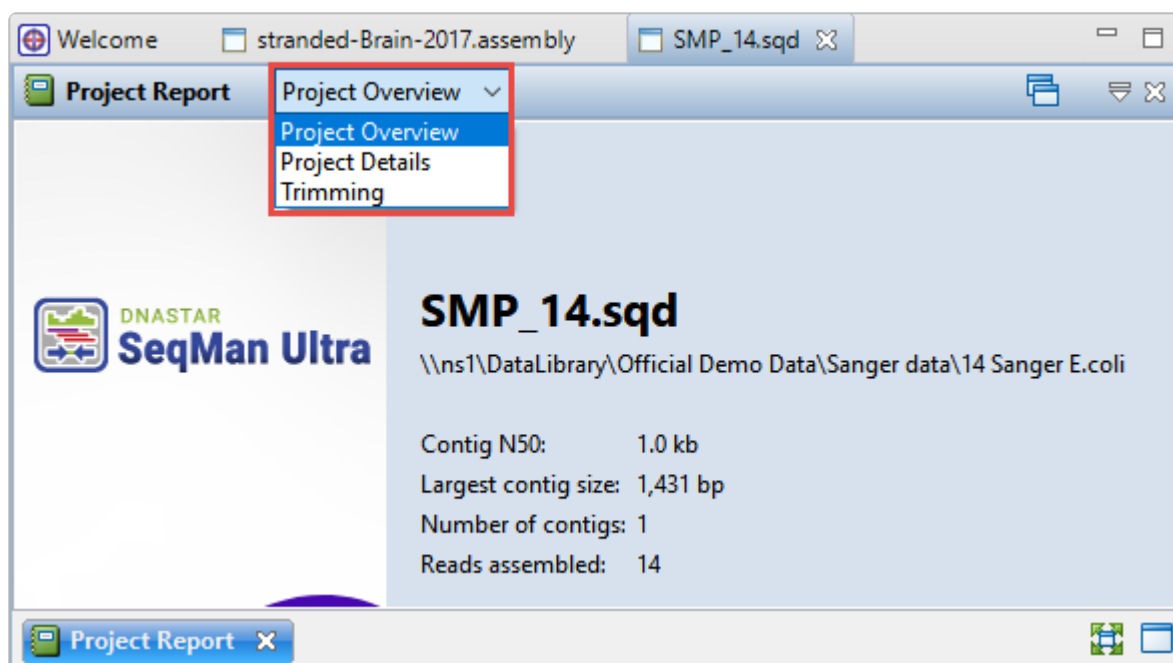 Welcome stranded-Brain-2017.assembly SMP_14.sqd
Project Report Project Overview
Project Overview
Project Details
Trimming
DNASTAR
SeqMan Ultra
SMP_14.sqd
\\ns1\DataLibrary\Official Demo Data\Sanger data\14 Sanger E.coli
Contig N50: 1.0 kb
Largest contig size: 1,431 bp
Number of contigs: 1
Reads assembled: 14
Project Report